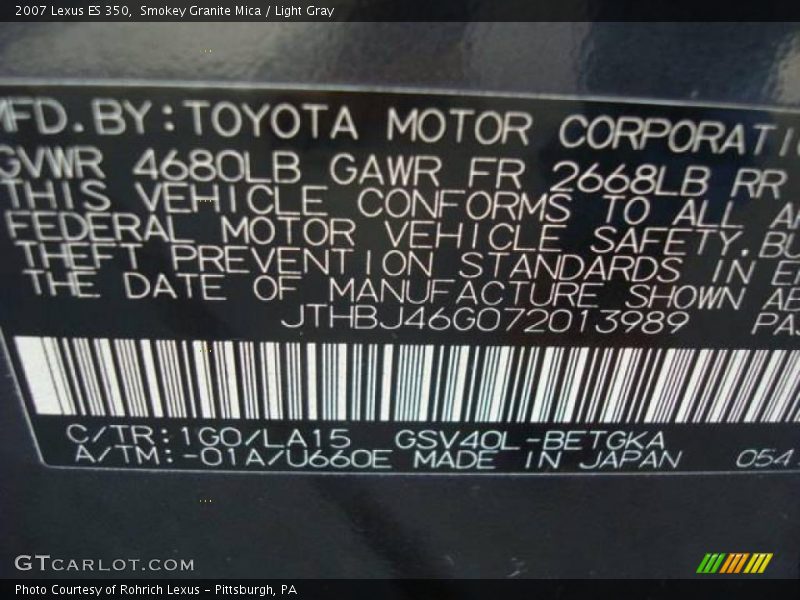 2007 Lexus ES 350,  Smokey Granite Mica / Light Gray
MFD. BY: TOYOTA MOTOR CORPORATIO
GVWR 4680LB GAWR FR 2668LB RR
THIS VEHICLE CONFORMS TO ALL A
FEDERAL MOTOR VEHICLE SAFETY, BU
THEFT PREVENTION STANDARDS IN E
THE DATE OF MANUFACTURE SHOWN AB
JTHBJ46G072013989 PA
C/TR: 1G0/LA15 GSV40L-BETGKA
A/TM: -01A/U660E MADE IN JAPAN 054
GTCARLOT.COM
Photo Courtesy of Rohrich Lexus - Pittsburgh, PA